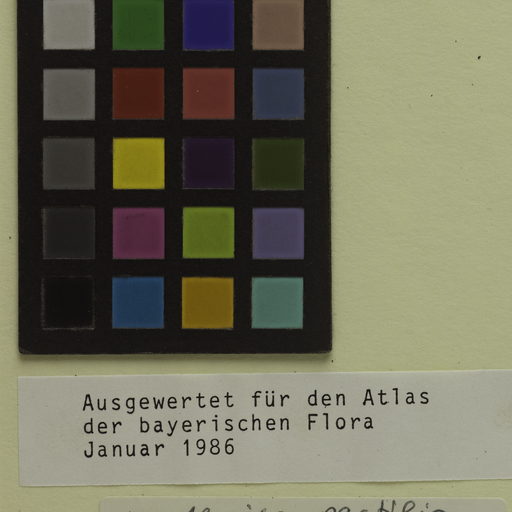 Ausgewertet für den Atlas
der bayerischen Flora
Januar 1986